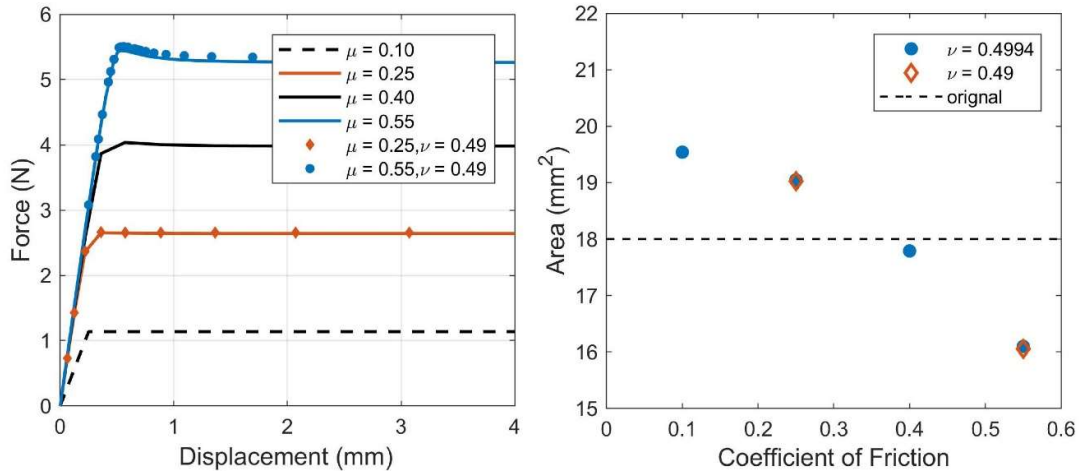 6
5
4
3
2
1
0
Force (N)
0 1 2 3 4
Displacement (mm)
μ = 0.10
μ = 0.25
μ = 0.40
μ = 0.55
μ = 0.25,ν = 0.49
μ = 0.55,ν = 0.49
22
21
20
19
18
17
16
15
Area (mm²)
0 0.1 0.2 0.3 0.4 0.5 0.6
Coefficient of Friction
ν = 0.4994
ν = 0.49
orignal